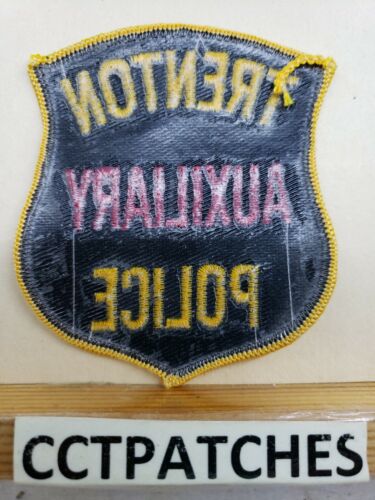 TRENTON
AUXILIARY
POLICE
CCTPATCHES